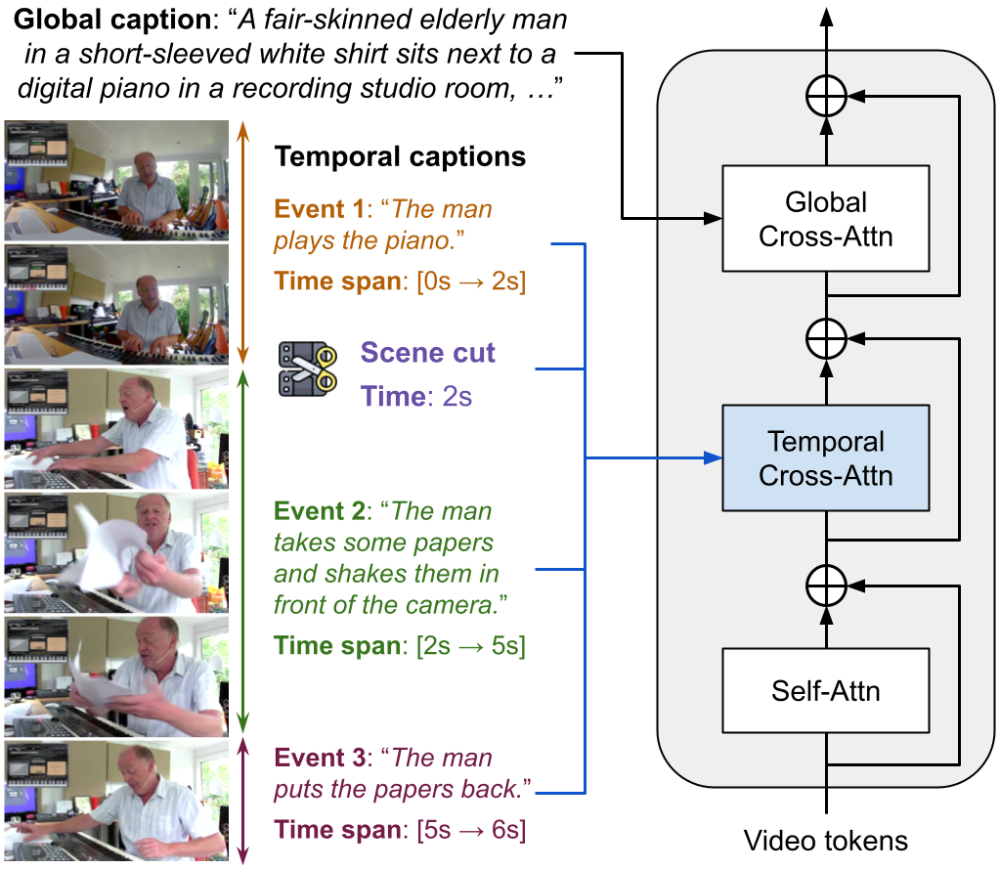 Global caption: “A fair-skinned elderly man
in a short-sleeved white shirt sits next to a
digital piano in a recording studio room, …”
Temporal captions
Event 1: “The man
plays the piano.”
Time span: [0s → 2s]
Scene cut
Time: 2s
Event 2: “The man
takes some papers
and shakes them in
front of the camera.”
Time span: [2s → 5s]
Event 3: “The man
puts the papers back.”
Time span: [5s → 6s]
Global
Cross-Attn
Temporal
Cross-Attn
Self-Attn
Video tokens